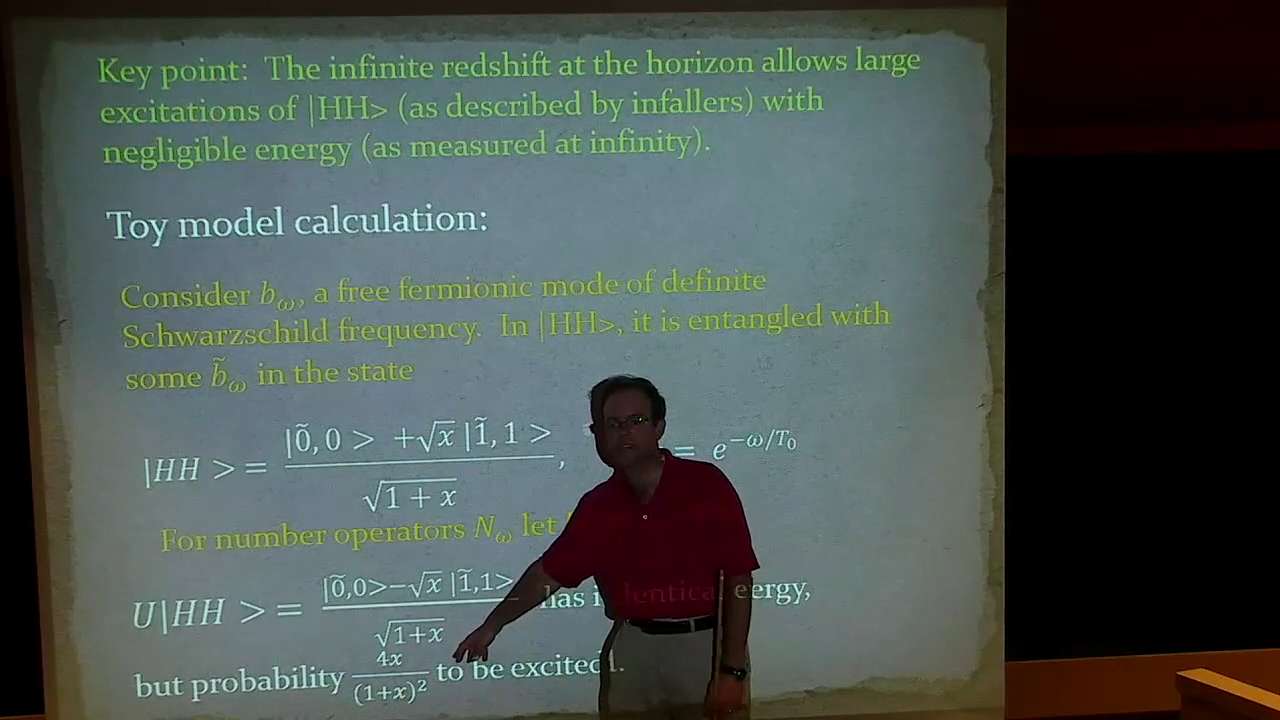 Key point: The infinite redshift at the horizon allows large
excitations of |HH> (as described by infallers) with
negligible energy (as measured at infinity).
Toy model calculation:
Consider b_ω, a free fermionic mode of definite
Schwarzschild frequency. In |HH>, it is entangled with
some b̃_ω in the state
|HH > = (|0̃, 0 > +√x |1̃, 1 >)/√(1 + x), = e^(−ω/T₀)
For number operators N_ω let
U|HH > = (|0̃,0>−√x |1̃,1>)/√(1+x) has identical eergy,
but probability 4x/(1+x)² to be excited.